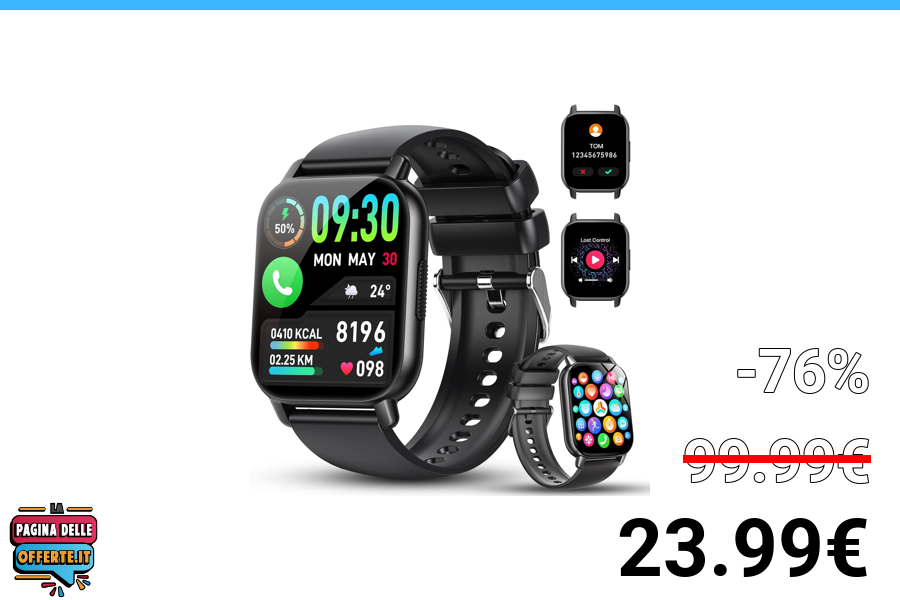 TOM
12345675986
50%
09:30
MON MAY 30
24°
0410 KCAL
8196
02.25 KM
098
Lost Control
-76%
99.99€
23.99€
LA
PAGINA DELLE
OFFERTE.IT